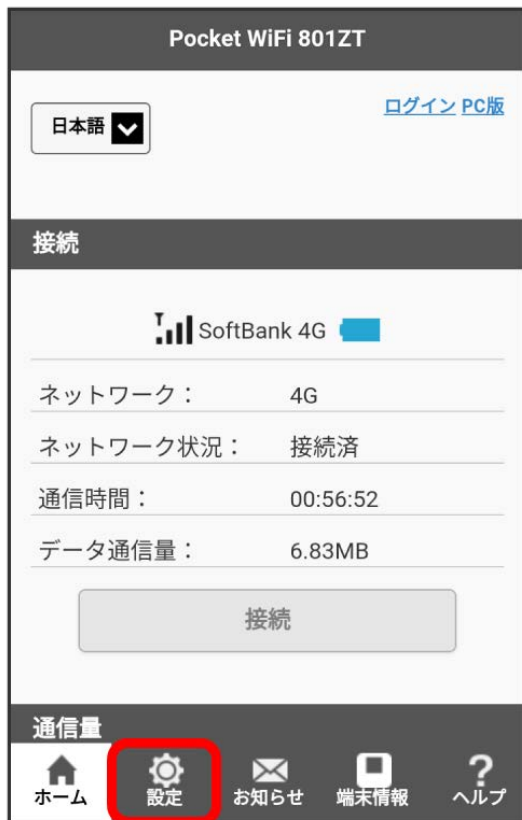 Pocket WiFi 801ZT
ログイン PC版
日本語
接続
SoftBank 4G
ネットワーク： 4G
ネットワーク状況： 接続済
通信時間： 00:56:52
データ通信量： 6.83MB
接続
通信量
ホーム 設定 お知らせ 端末情報 ヘルプ